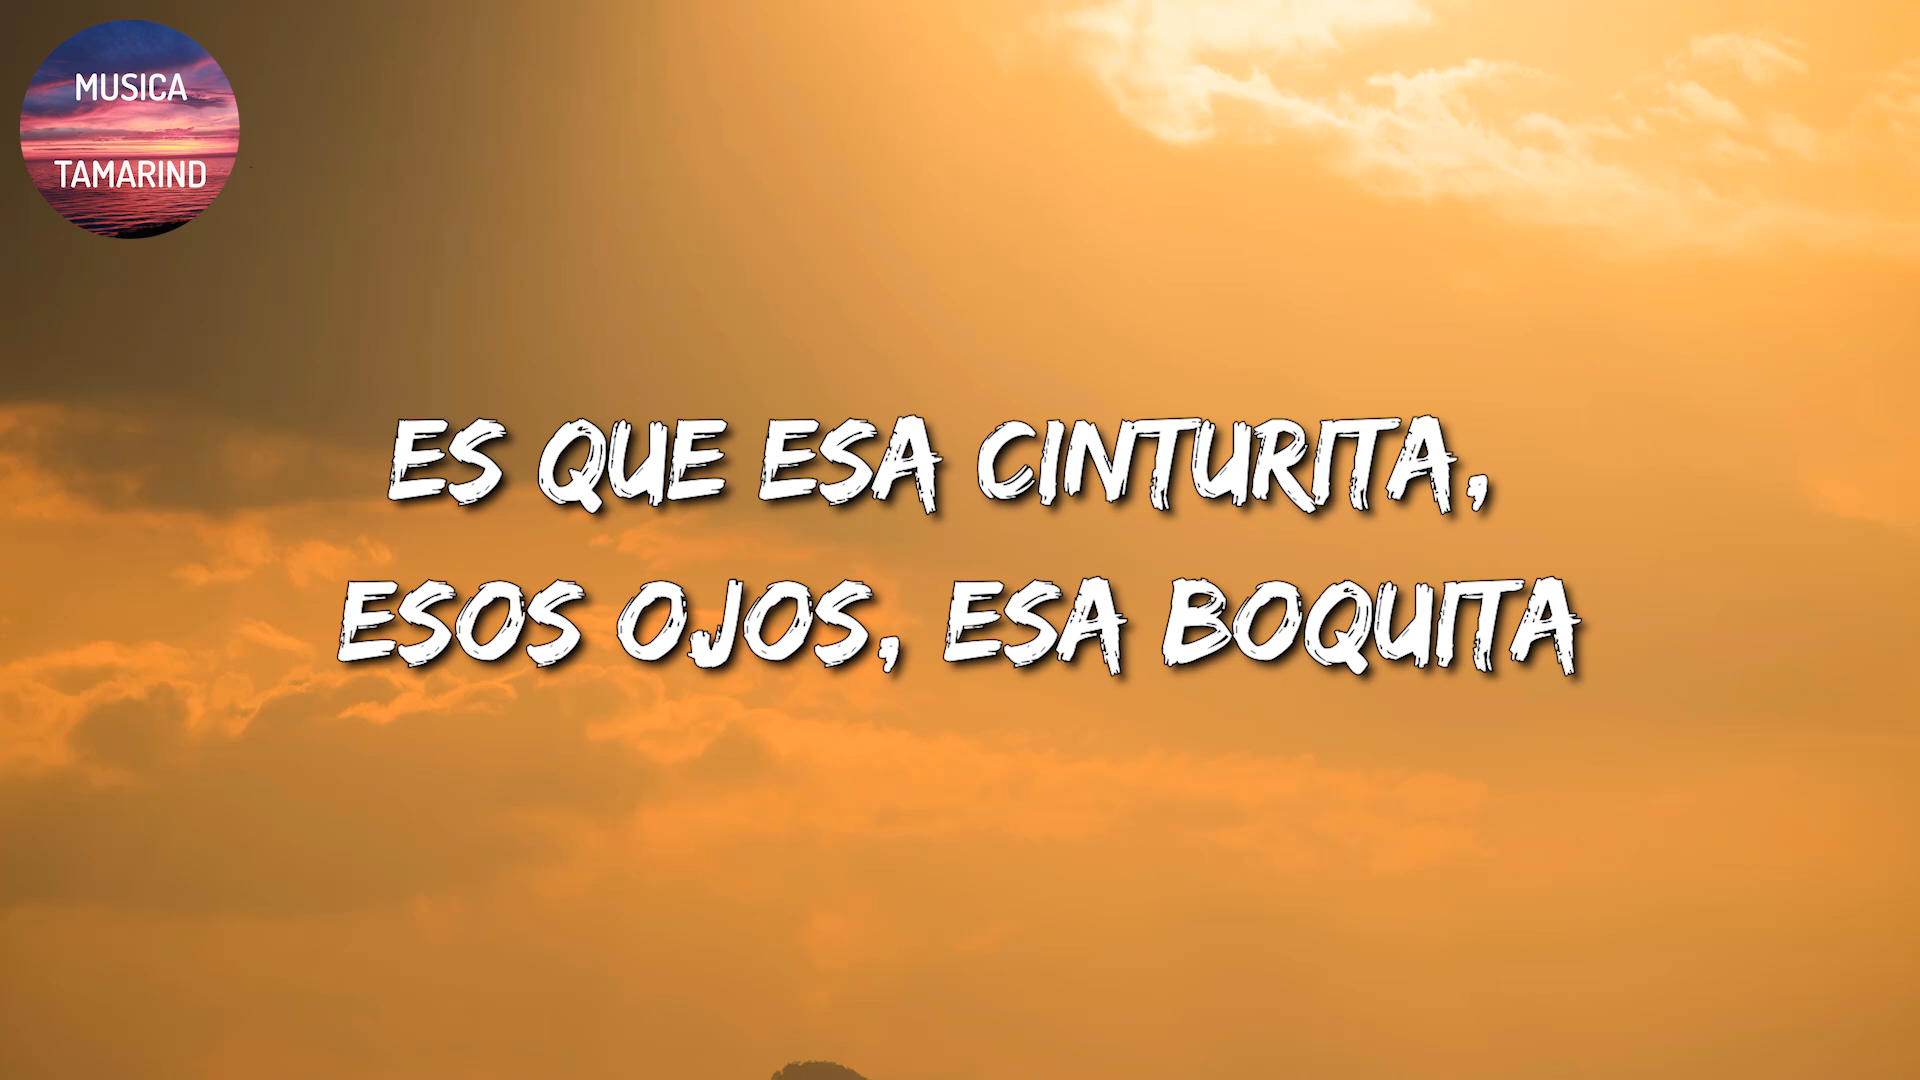 MUSICA
TAMARIND
ES QUE ESA CINTURITA,
ESOS OJOS, ESA BOQUITA